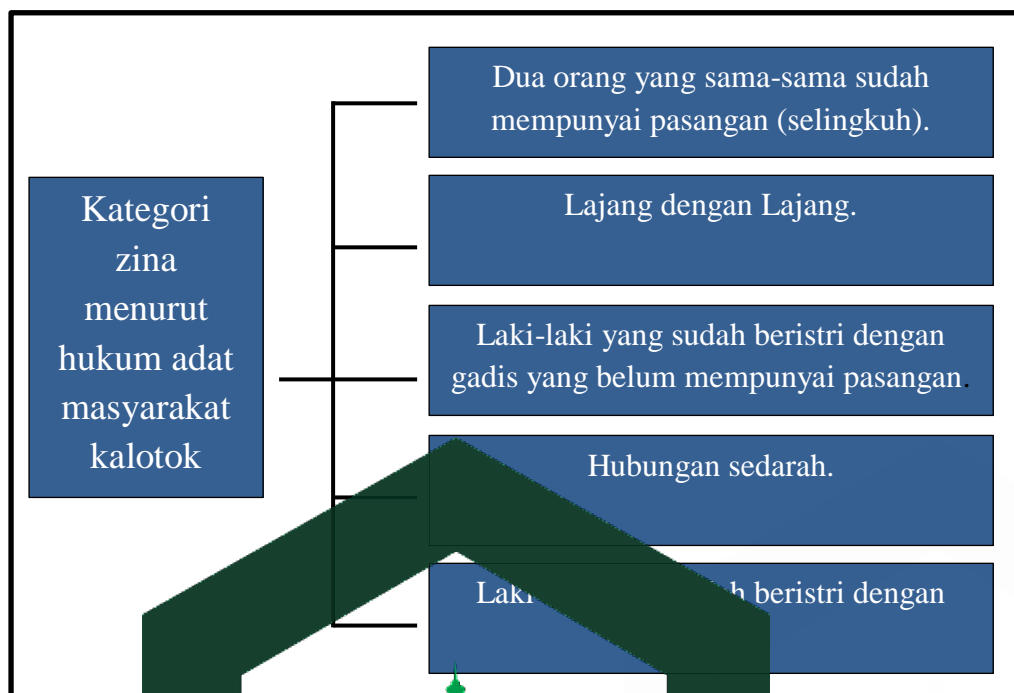 Kategori
zina
menurut
hukum adat
masyarakat
kalotok
Dua orang yang sama-sama sudah
mempunyai pasangan (selingkuh).
Lajang dengan Lajang.
Laki-laki yang sudah beristri dengan
gadis yang belum mempunyai pasangan.
Hubungan sedarah.
beristri dengan